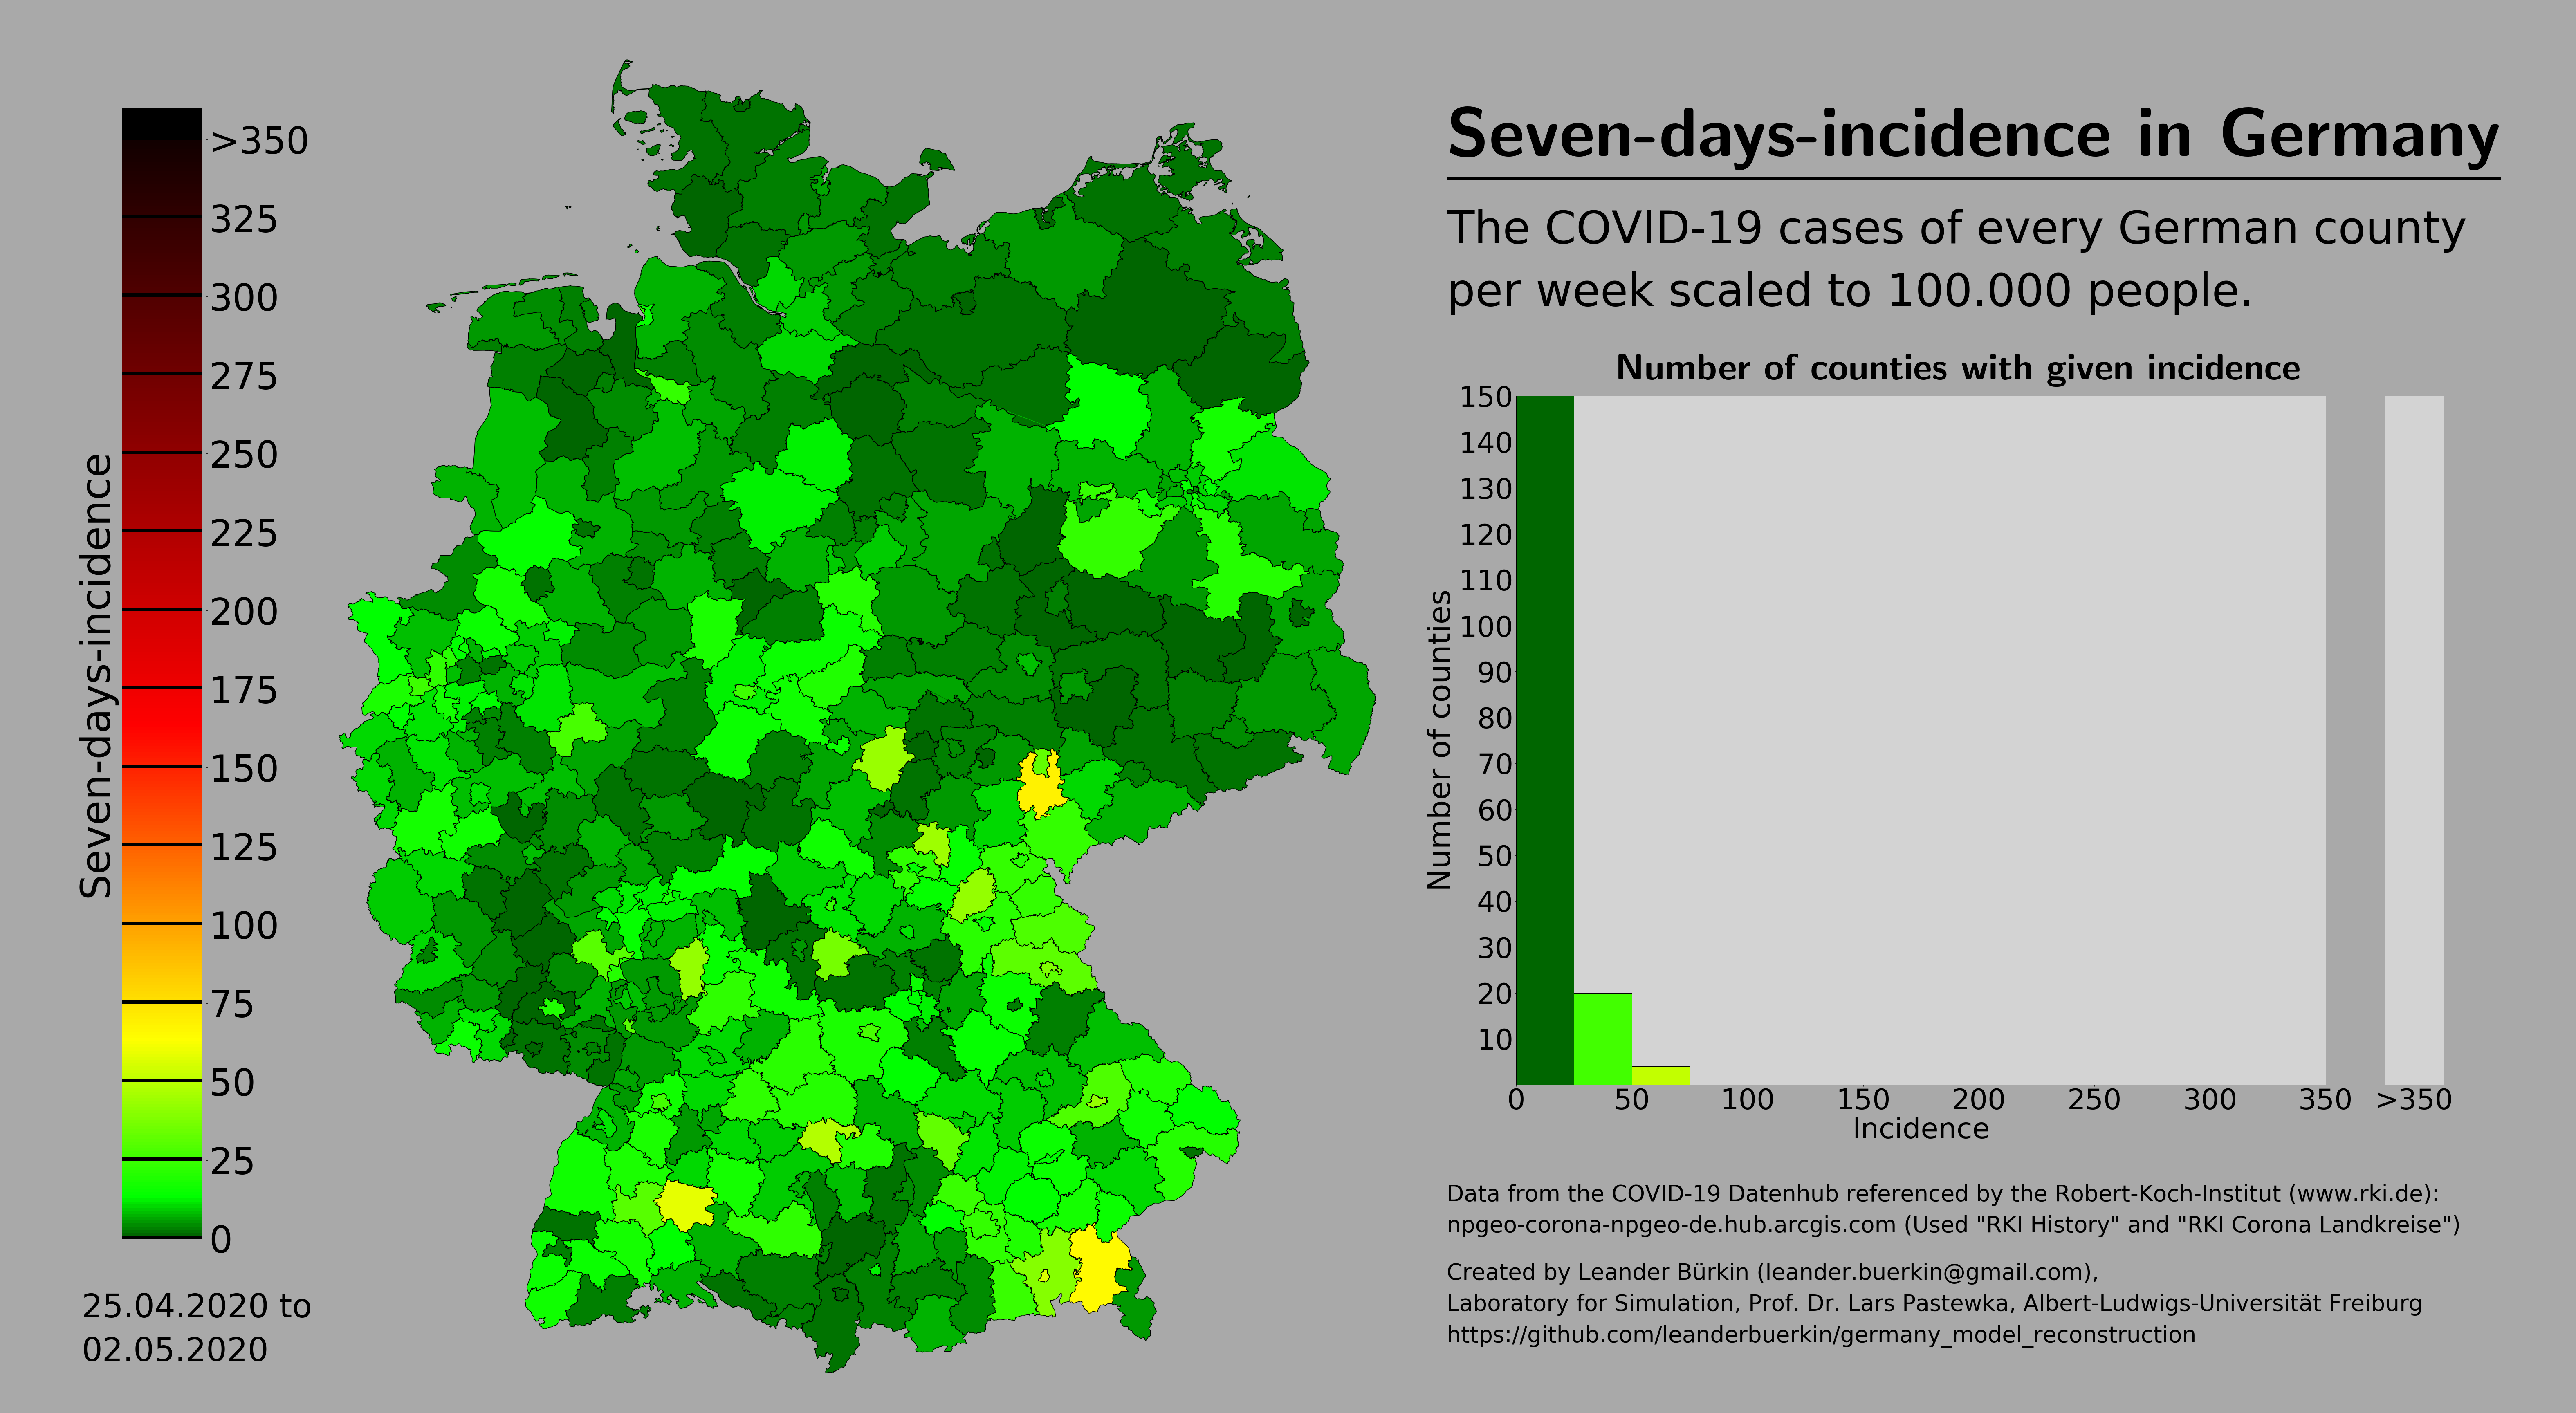 Seven-days-incidence in Germany
The COVID-19 cases of every German county
per week scaled to 100.000 people.
Seven-days-incidence
>350
325
300
275
250
225
200
175
150
125
100
75
50
25
0
25.04.2020 to
02.05.2020
Number of counties with given incidence
Number of counties
150
140
130
120
110
100
90
80
70
60
50
40
30
20
10
0 50 100 150 200 250 300 350 >350
Incidence
Data from the COVID-19 Datenhub referenced by the Robert-Koch-Institut (www.rki.de):
npgeo-corona-npgeo-de.hub.arcgis.com (Used "RKI History" and "RKI Corona Landkreise")
Created by Leander Bürkin (leander.buerkin@gmail.com),
Laboratory for Simulation, Prof. Dr. Lars Pastewka, Albert-Ludwigs-Universität Freiburg
https://github.com/leanderbuerkin/germany_model_reconstruction